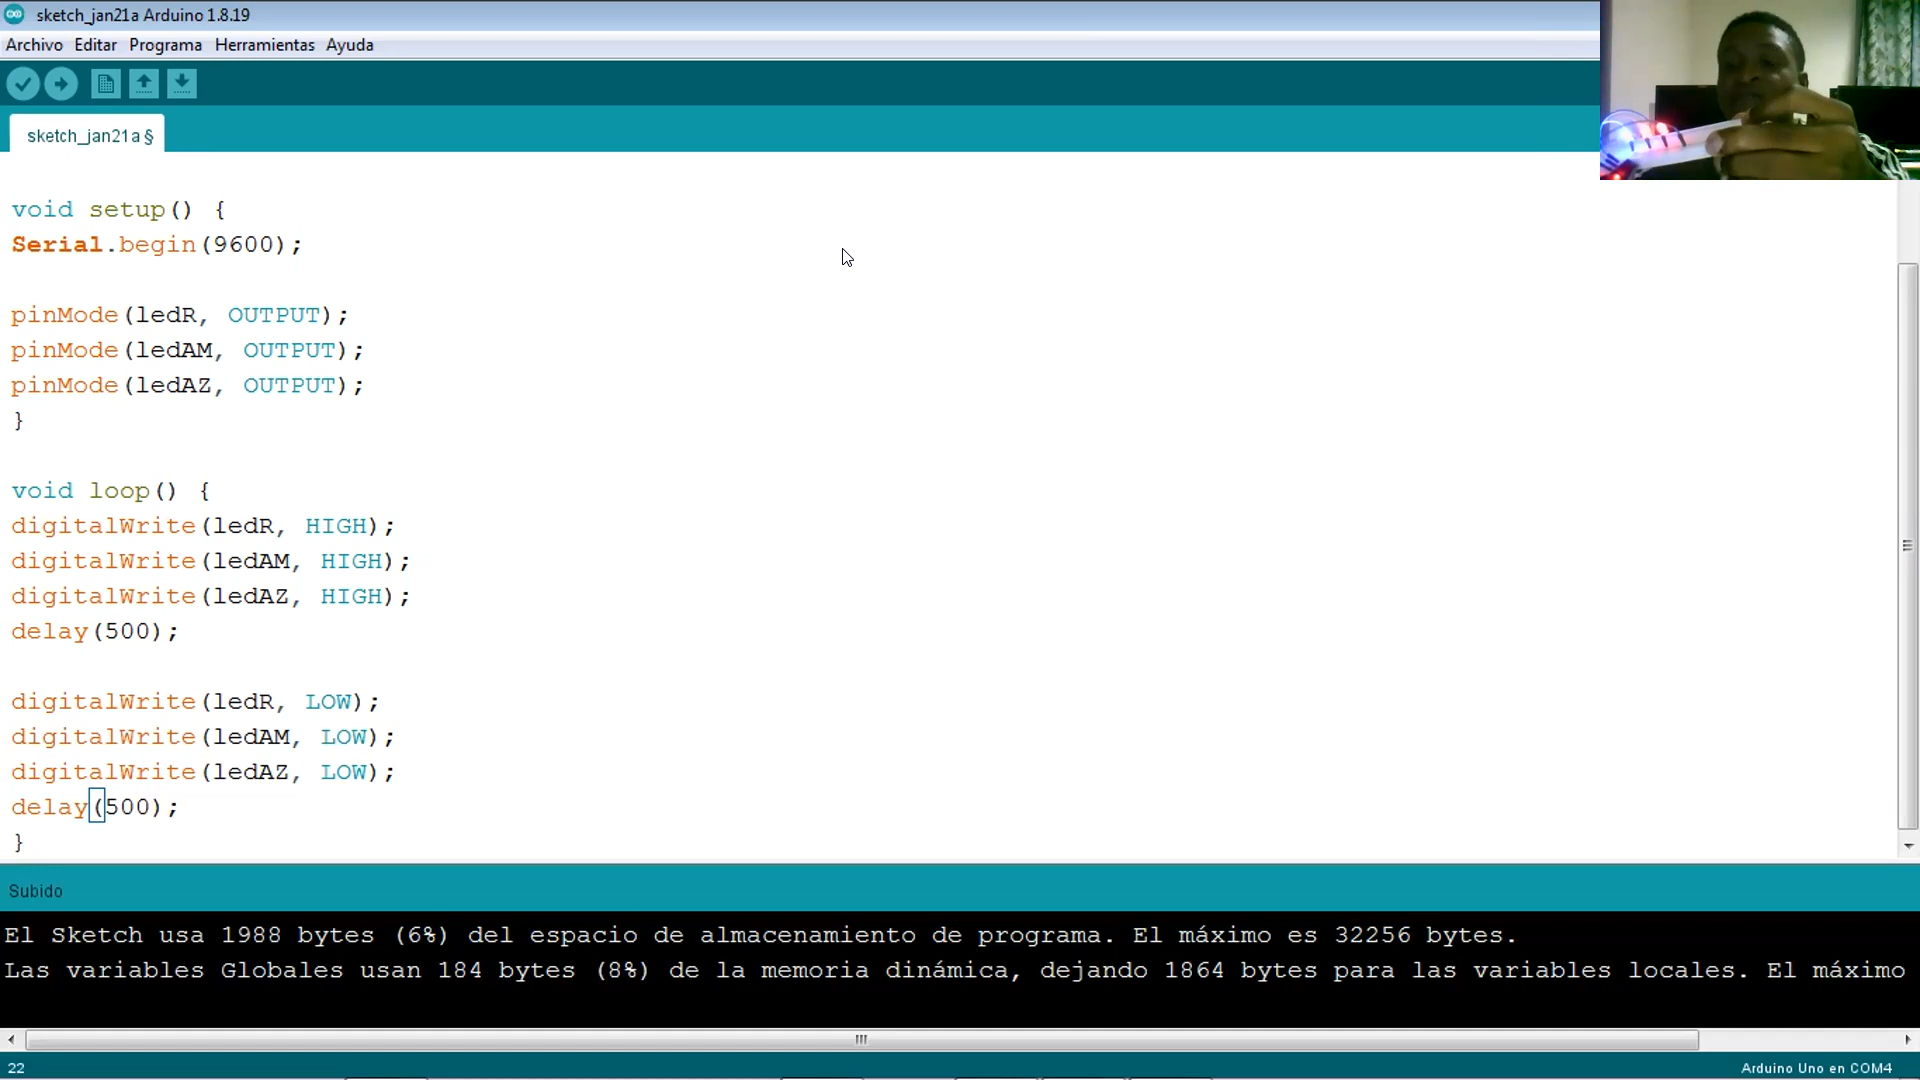 sketch_jan21a Arduino 1.8.19
Archivo Editar Programa Herramientas Ayuda
sketch_jan21a §
void setup() {
Serial.begin(9600);
pinMode(ledR, OUTPUT);
pinMode(ledAM, OUTPUT);
pinMode(ledAZ, OUTPUT);
}
void loop() {
digitalWrite(ledR, HIGH);
digitalWrite(ledAM, HIGH);
digitalWrite(ledAZ, HIGH);
delay(500);
digitalWrite(ledR, LOW);
digitalWrite(ledAM, LOW);
digitalWrite(ledAZ, LOW);
delay(500);
}
Subido
El Sketch usa 1988 bytes (6%) del espacio de almacenamiento de programa. El máximo es 32256 bytes.
Las variables Globales usan 184 bytes (8%) de la memoria dinámica, dejando 1864 bytes para las variables locales. El máximo
22
Arduino Uno en COM4